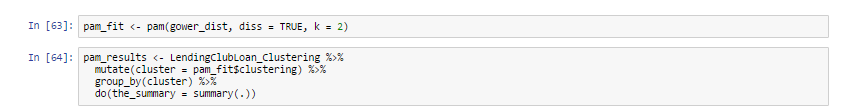 In [63]: pam_fit <- pam(gower_dist, diss = TRUE, k = 2)
In [64]: pam_results <- LendingClubLoan_Clustering %>%
mutate(cluster = pam_fit$clustering) %>%
group_by(cluster) %>%
do(the_summary = summary(.))